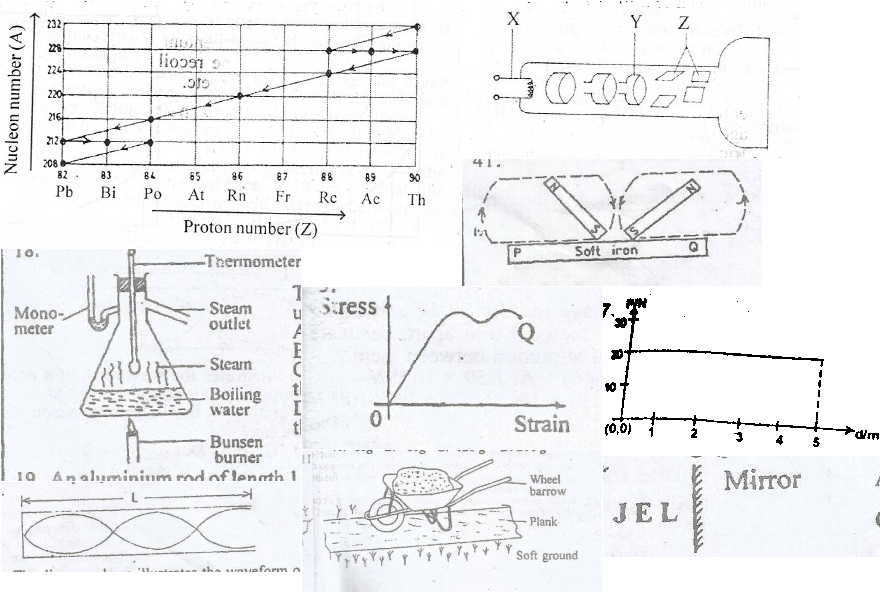 Nucleon number (A)
232
228
224
220
216
212
208
82 83 84 85 86 87 88 89 90
Pb Bi Po At Rn Fr Rc Ac Th
Proton number (Z)
X
Y
Z
41.
N
N
S
S
P Soft iron Q
18.
Thermometer
Mono-
meter
Steam
outlet
Steam
Boiling
water
Bunsen
burner
19. An aluminium rod of length 1
Stress
Q
0
Strain
7.
F/N
30
20
10
(0,0) 1 2 3 4 5 d/m
L
Wheel
barrow
Plank
Soft ground
JEL
Mirror